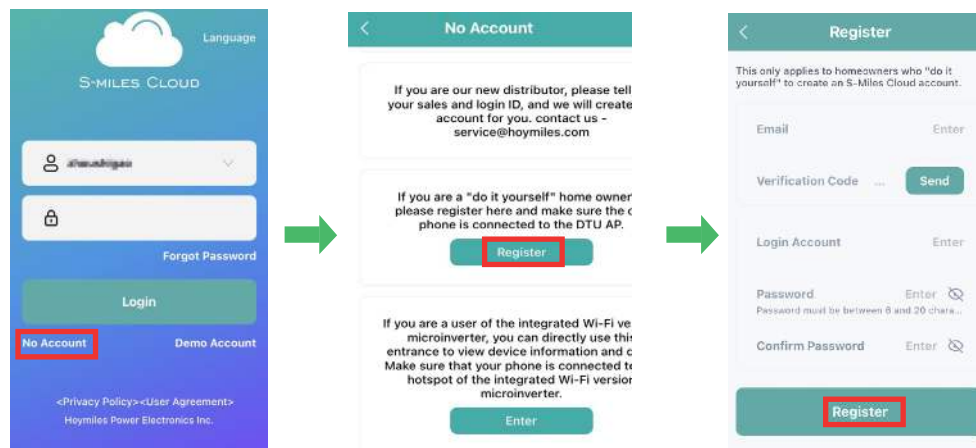 Language
S-MILES CLOUD
Forgot Password
Login
No Account
Demo Account
<Privacy Policy><User Agreement>
Hoymiles Power Electronics Inc.
No Account
If you are our new distributor, please tell
your sales and login ID, and we will create
account for you. contact us -
service@hoymiles.com
If you are a "do it yourself" home owner
please register here and make sure the
phone is connected to the DTU AP.
Register
If you are a user of the integrated Wi-Fi ve
microinverter, you can directly use this
entrance to view device information and
Make sure that your phone is connected
hotspot of the integrated Wi-Fi version
microinverter.
Enter
Register
This only applies to homeowners who "do it
yourself" to create an S-Miles Cloud account.
Email Enter
Verification Code ... Send
Login Account Enter
Password Enter
Password must be between 6 and 20 chara...
Confirm Password Enter
Register